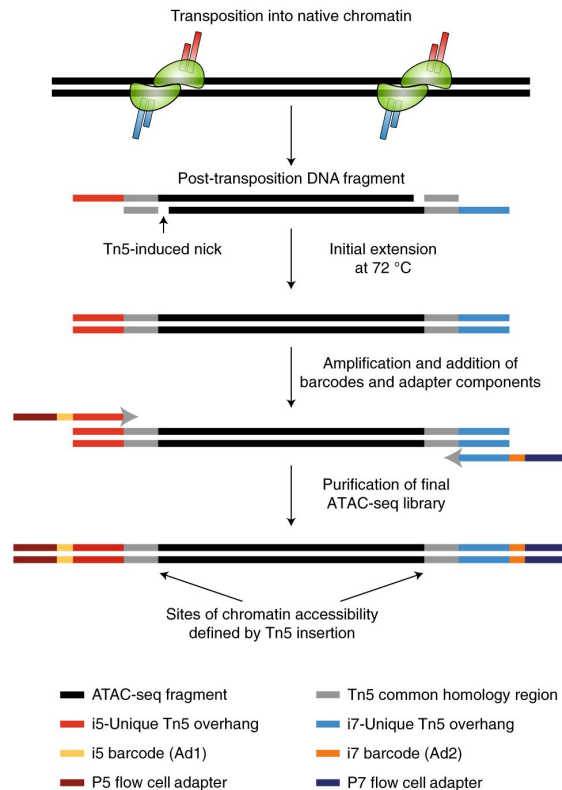 Transposition into native chromatin
Post-transposition DNA fragment
Tn5-induced nick
Initial extension
at 72 °C
Amplification and addition of
barcodes and adapter components
Purification of final
ATAC-seq library
Sites of chromatin accessibility
defined by Tn5 insertion
ATAC-seq fragment
Tn5 common homology region
i5-Unique Tn5 overhang
i7-Unique Tn5 overhang
i5 barcode (Ad1)
i7 barcode (Ad2)
P5 flow cell adapter
P7 flow cell adapter